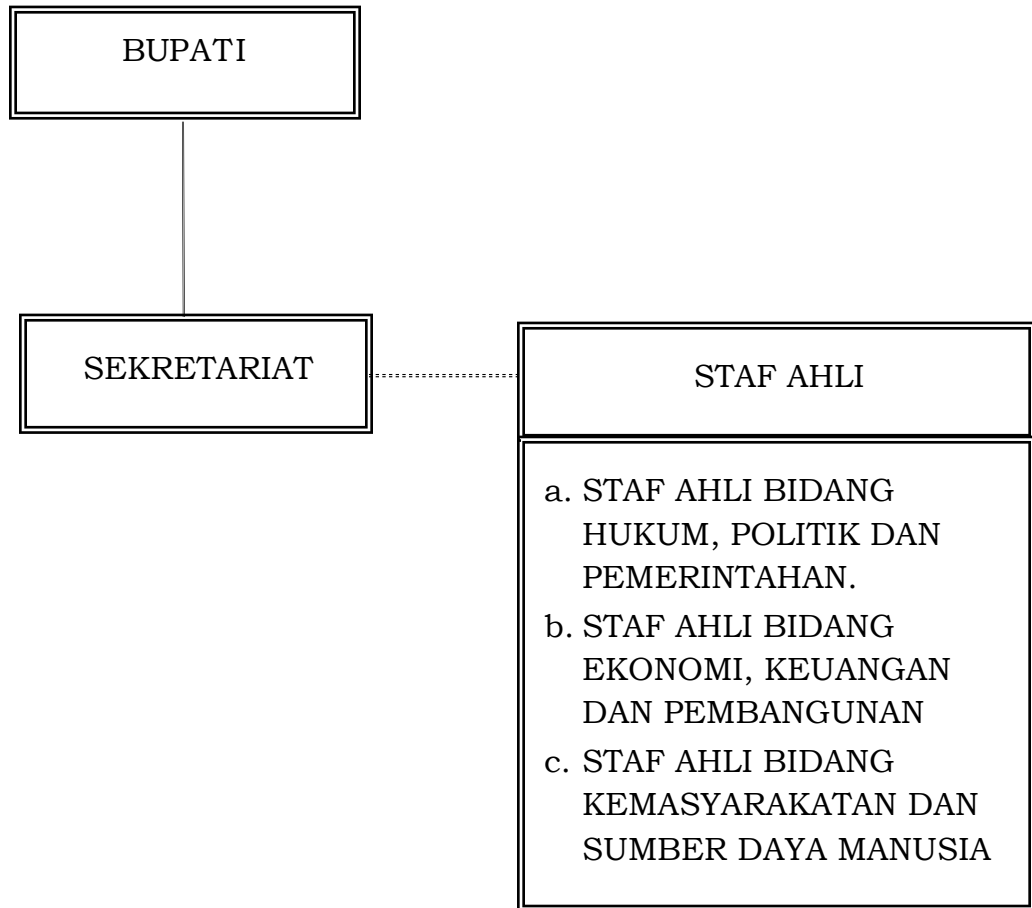 BUPATI
SEKRETARIAT
STAF AHLI
a. STAF AHLI BIDANG
HUKUM, POLITIK DAN
PEMERINTAHAN.
b. STAF AHLI BIDANG
EKONOMI, KEUANGAN
DAN PEMBANGUNAN
c. STAF AHLI BIDANG
KEMASYARAKATAN DAN
SUMBER DAYA MANUSIA